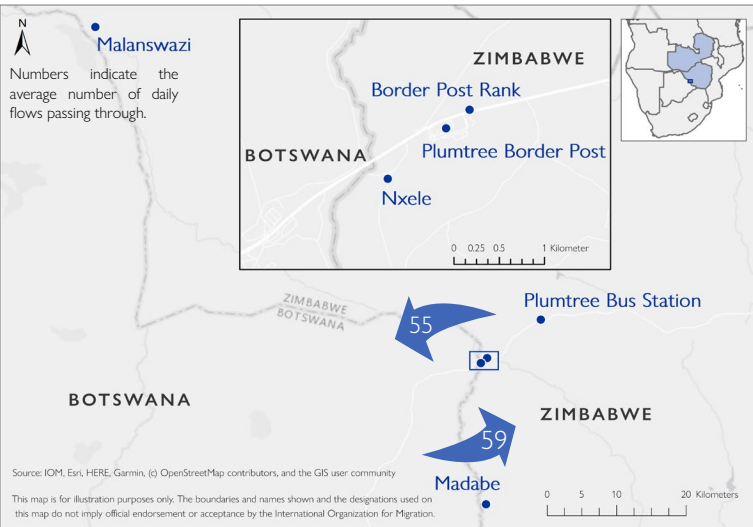 N
Malanswazi
Numbers indicate the
average number of daily
flows passing through.
ZIMBABWE
Border Post Rank
BOTSWANA
Plumtree Border Post
Nxele
0 0.25 0.5 1 Kilometer
ZIMBABWE
BOTSWANA
Plumtree Bus Station
55
BOTSWANA
ZIMBABWE
59
Source: IOM, Esri, HERE, Garmin, (c) OpenStreetMap contributors, and the GIS user community
Madabe
0 5 10 20 Kilometers
This map is for illustration purposes only. The boundaries and names shown and the designations used on
this map do not imply official endorsement or acceptance by the International Organization for Migration.